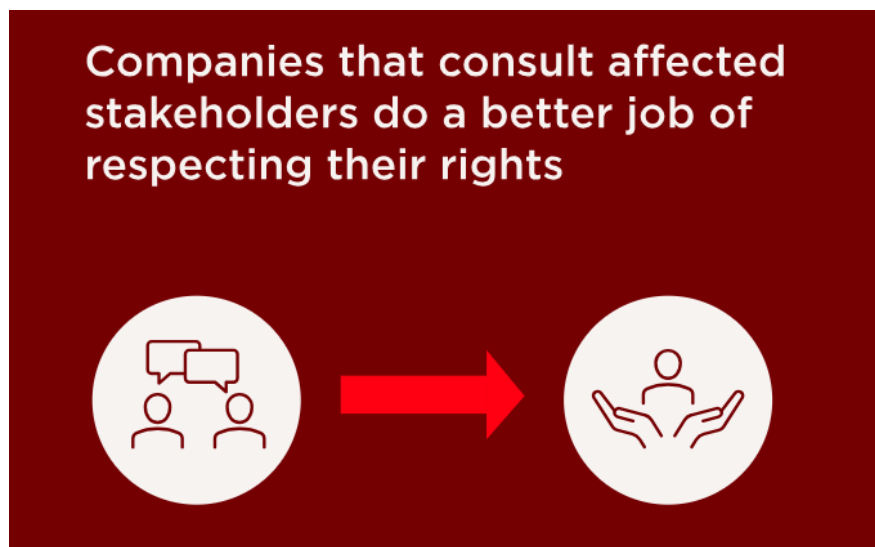 Companies that consult affected
stakeholders do a better job of
respecting their rights